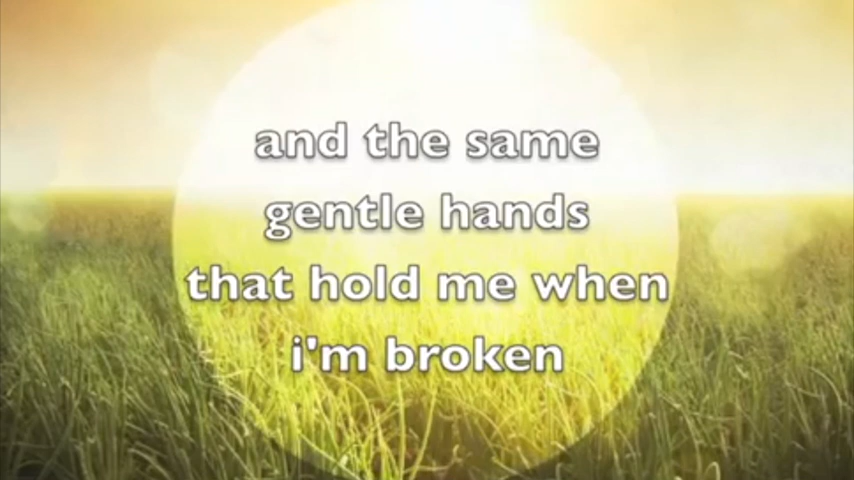 and the same
gentle hands
that hold me when
i'm broken